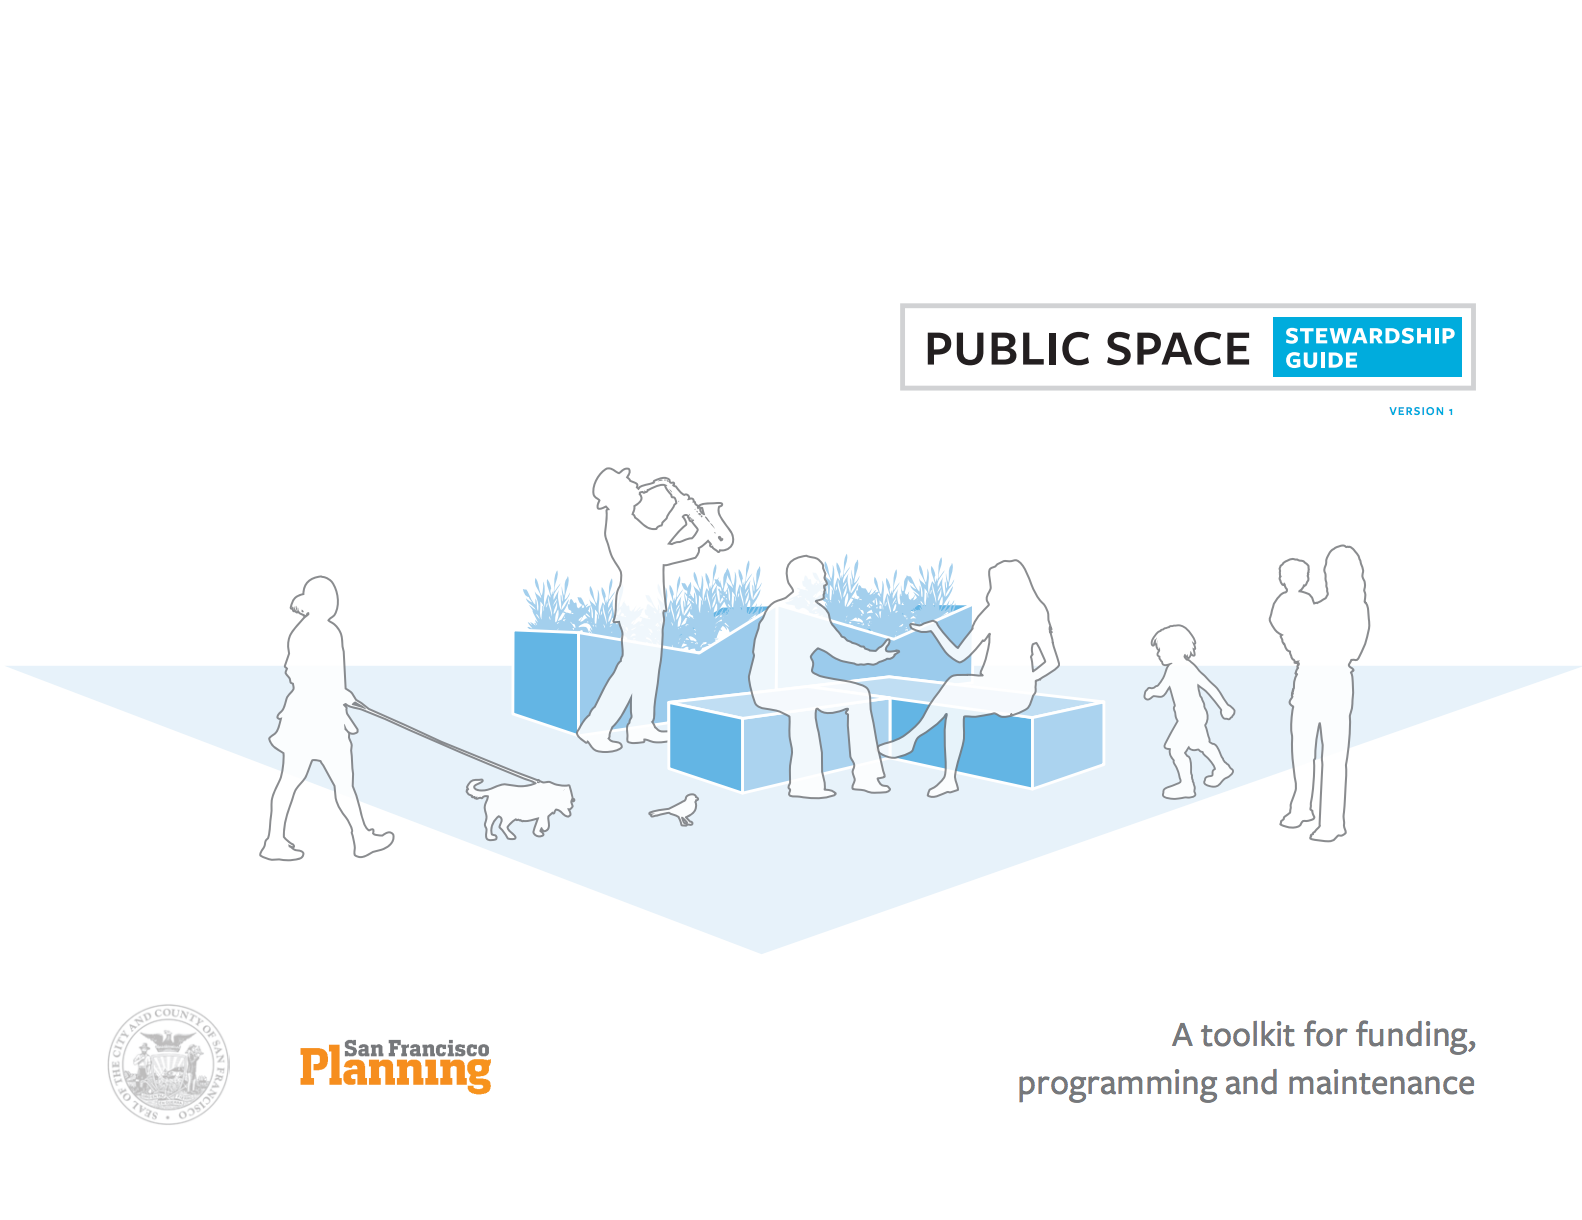 PUBLIC SPACE
STEWARDSHIP
GUIDE
VERSION 1
SEAL OF THE CITY AND COUNTY OF SAN FRANCISCO
San Francisco
Planning
A toolkit for funding,
programming and maintenance